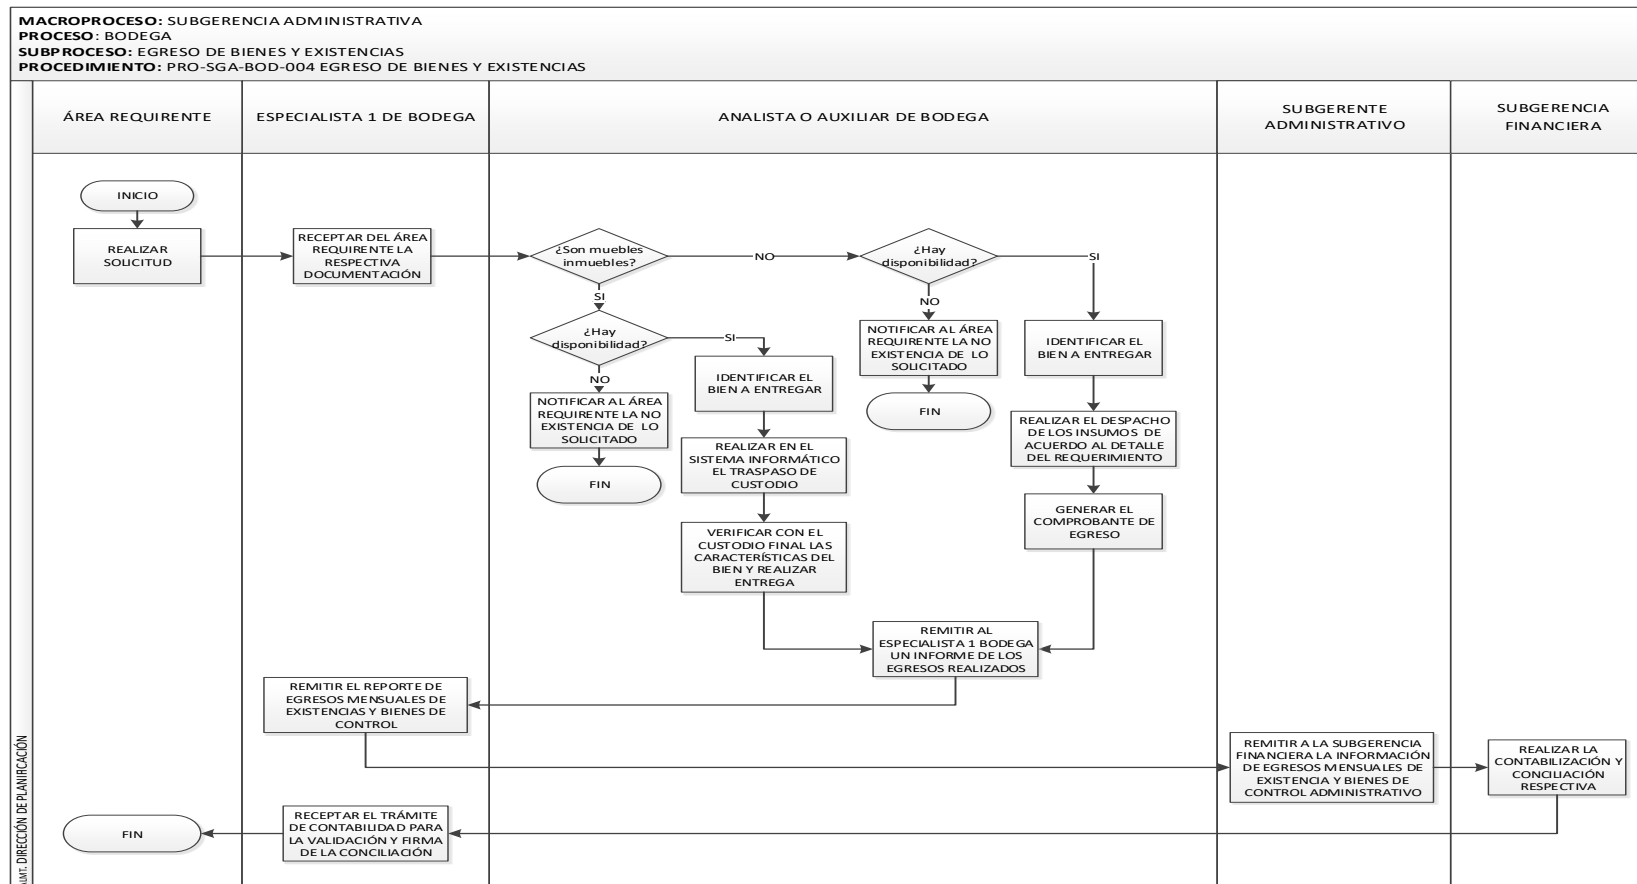 MACROPROCESO: SUBGERENCIA ADMINISTRATIVA
PROCESO: BODEGA
SUBPROCESO: EGRESO DE BIENES Y EXISTENCIAS
PROCEDIMIENTO: PRO-SGA-BOD-004 EGRESO DE BIENES Y EXISTENCIAS
ÁREA REQUIRENTE
ESPECIALISTA 1 DE BODEGA
ANALISTA O AUXILIAR DE BODEGA
SUBGERENTE
ADMINISTRATIVO
SUBGERENCIA
FINANCIERA
INICIO
REALIZAR
SOLICITUD
RECEPTAR DEL ÁREA
REQUIRENTE LA
RESPECTIVA
DOCUMENTACIÓN
¿Son muebles
inmuebles?
NO
¿Hay
disponibilidad?
SI
SI
NO
¿Hay
disponibilidad?
SI
NO
NOTIFICAR AL ÁREA
REQUIRENTE LA NO
EXISTENCIA DE LO
SOLICITADO
FIN
IDENTIFICAR EL
BIEN A ENTREGAR
REALIZAR EN EL
SISTEMA INFORMÁTICO
EL TRASPASO DE
CUSTODIO
VERIFICAR CON EL
CUSTODIO FINAL LAS
CARACTERÍSTICAS DEL
BIEN Y REALIZAR
ENTREGA
NOTIFICAR AL ÁREA
REQUIRENTE LA NO
EXISTENCIA DE LO
SOLICITADO
FIN
IDENTIFICAR EL
BIEN A ENTREGAR
REALIZAR EL DESPACHO
DE LOS INSUMOS DE
ACUERDO AL DETALLE
DEL REQUERIMIENTO
GENERAR EL
COMPROBANTE DE
EGRESO
REMITIR AL
ESPECIALISTA 1 BODEGA
UN INFORME DE LOS
EGRESOS REALIZADOS
REMITIR EL REPORTE DE
EGRESOS MENSUALES DE
EXISTENCIAS Y BIENES DE
CONTROL
REMITIR A LA SUBGERENCIA
FINANCIERA LA INFORMACIÓN
DE EGRESOS MENSUALES DE
EXISTENCIA Y BIENES DE
CONTROL ADMINISTRATIVO
REALIZAR LA
CONTABILIZACIÓN Y
CONCILIACIÓN
RESPECTIVA
RECEPTAR EL TRÁMITE
DE CONTABILIDAD PARA
LA VALIDACIÓN Y FIRMA
DE LA CONCILIACIÓN
FIN
DIRECCIÓN DE PLANIRCACIÓN